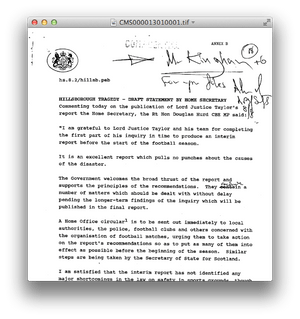 CMS000013010001.tif
ANNEX D
hs.S.1/hillsb.pmh
HILLSBOROUGH TRAGEDY - DRAFT STATEMENT BY HOME SECRETARY
Commenting today on the publication of Lord Justice Taylor's
report the Home Secretary, the Rt Hon Douglas Hurd CBE MP said:
"I am grateful to Lord Justice Taylor and his team for completing
the first part of his inquiry in time to produce an interim
report before the start of the football season.
It is an excellent report which pulls no punches about the causes
of the disaster.
The Government welcomes the broad thrust of the report and
supports the principles of the recommendations. They
number of matters which should be dealt with without delay
pending the longer-term findings of the inquiry which will be
published in the final report.
A Home Office circular is to be sent out immediately to local
authorities, the police, football clubs and others concerned with
the organisation of football matches, urging them to take action
on the report's recommendations so as to put as many of them into
effect as possible before the beginning of the season. Similar
steps are being taken by the Secretary of State for Scotland.
I am satisfied that the interim report has not identified any
major shortcomings in the law on safety in sports grounds, though